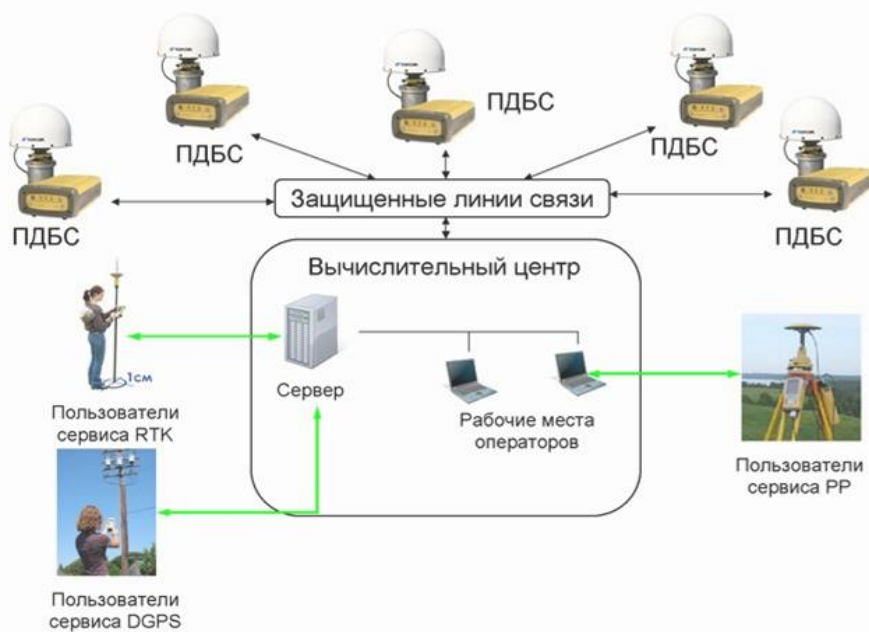 ПДБС
ПДБС
ПДБС
ПДБС
ПДБС
Защищенные линии связи
Вычислительный центр
1см
Сервер
Рабочие места
операторов
Пользователи
сервиса RTK
Пользователи
сервиса PP
Пользователи
сервиса DGPS